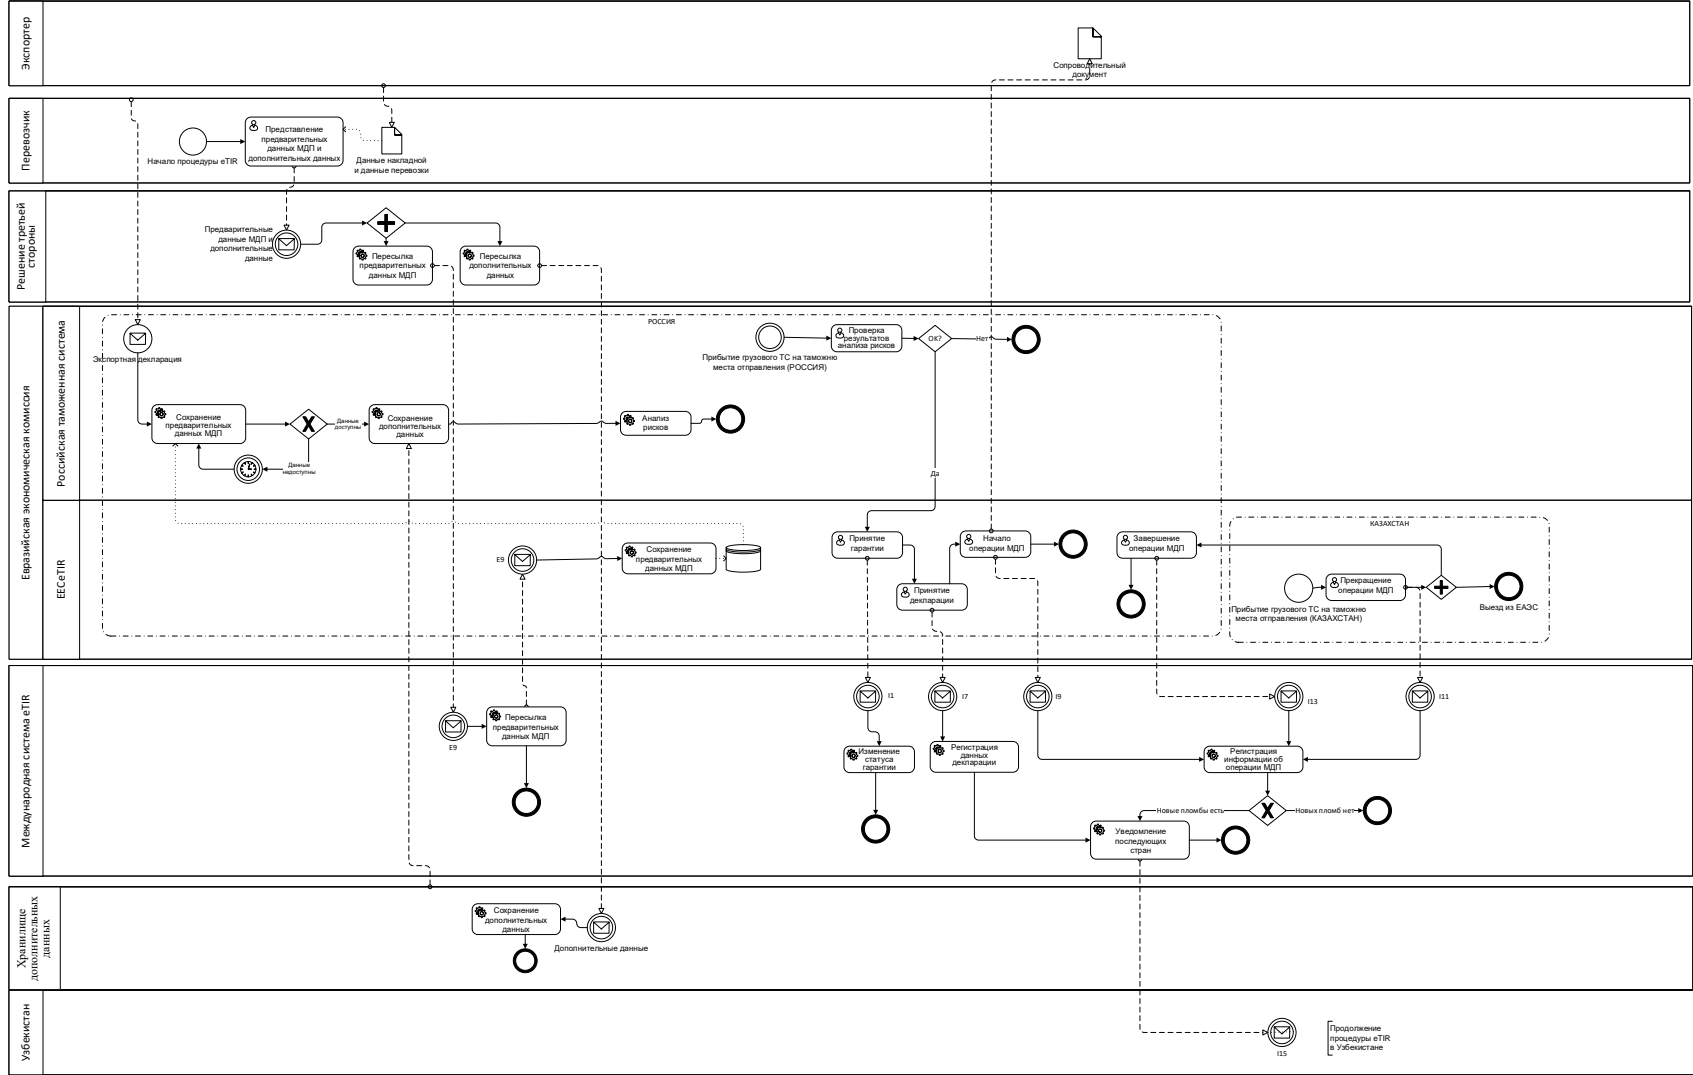 Экспортер
Сопроводительный
документ
Перевозчик
Начало процедуры eTIR
Представление
предварительных
данных МДП и
дополнительных данных
Данные накладной
и данные перевозки
Решение третьей
стороны
Предварительные
данные МДП и
дополнительные
данные
Пересылка
предварительных
данных МДП
Пересылка
дополнительных
данных
Евразийская экономическая комиссия
Российская таможенная система
РОССИЯ
Экспортная декларация
Сохранение
предварительных
данных МДП
Данные
доступны
Данные
недоступны
Сохранение
дополнительных
данных
Анализ
рисков
Прибытие грузового ТС на таможню
места отправления (РОССИЯ)
Проверка
результатов
анализа рисков
ОК?
Нет
Да
EECeTIR
E9
Сохранение
предварительных
данных МДП
Принятие
гарантии
Принятие
декларации
Начало
операции МДП
Завершение
операции МДП
КАЗАХСТАН
Прибытие грузового ТС на таможню
места отправления (КАЗАХСТАН)
Прекращение
операции МДП
Выезд из ЕАЭС
Международная система eTIR
E9
Пересылка
предварительных
данных МДП
I1
I7
I9
I13
I11
Изменение
статуса
гарантии
Регистрация
данных
декларации
Регистрация
информации об
операции МДП
Новые пломбы есть
Новых пломб нет
Уведомление
последующих
стран
Хранилище
дополнительных
данных
Сохранение
дополнительных
данных
Дополнительные данные
Узбекистан
I15
Продолжение
процедуры eTIR
в Узбекистане